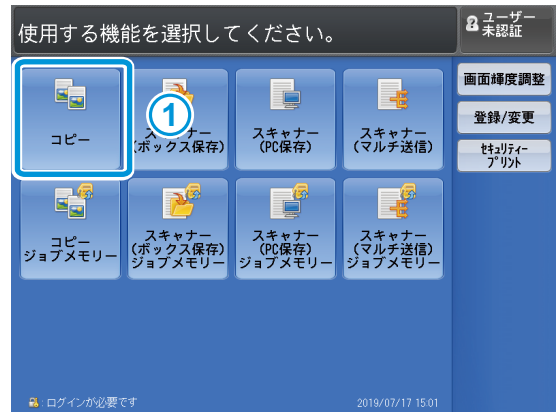 使用する機能を選択してください。
ユーザー
未認証
コピー
1
スキャナー
(ボックス保存)
スキャナー
(PC保存)
スキャナー
(マルチ送信)
コピー
ジョブメモリー
スキャナー
(ボックス保存)
ジョブメモリー
スキャナー
(PC保存)
ジョブメモリー
スキャナー
(マルチ送信)
ジョブメモリー
画面輝度調整
登録/変更
セキュリティー
プリント
:ログインが必要です
2019/07/17 15:01